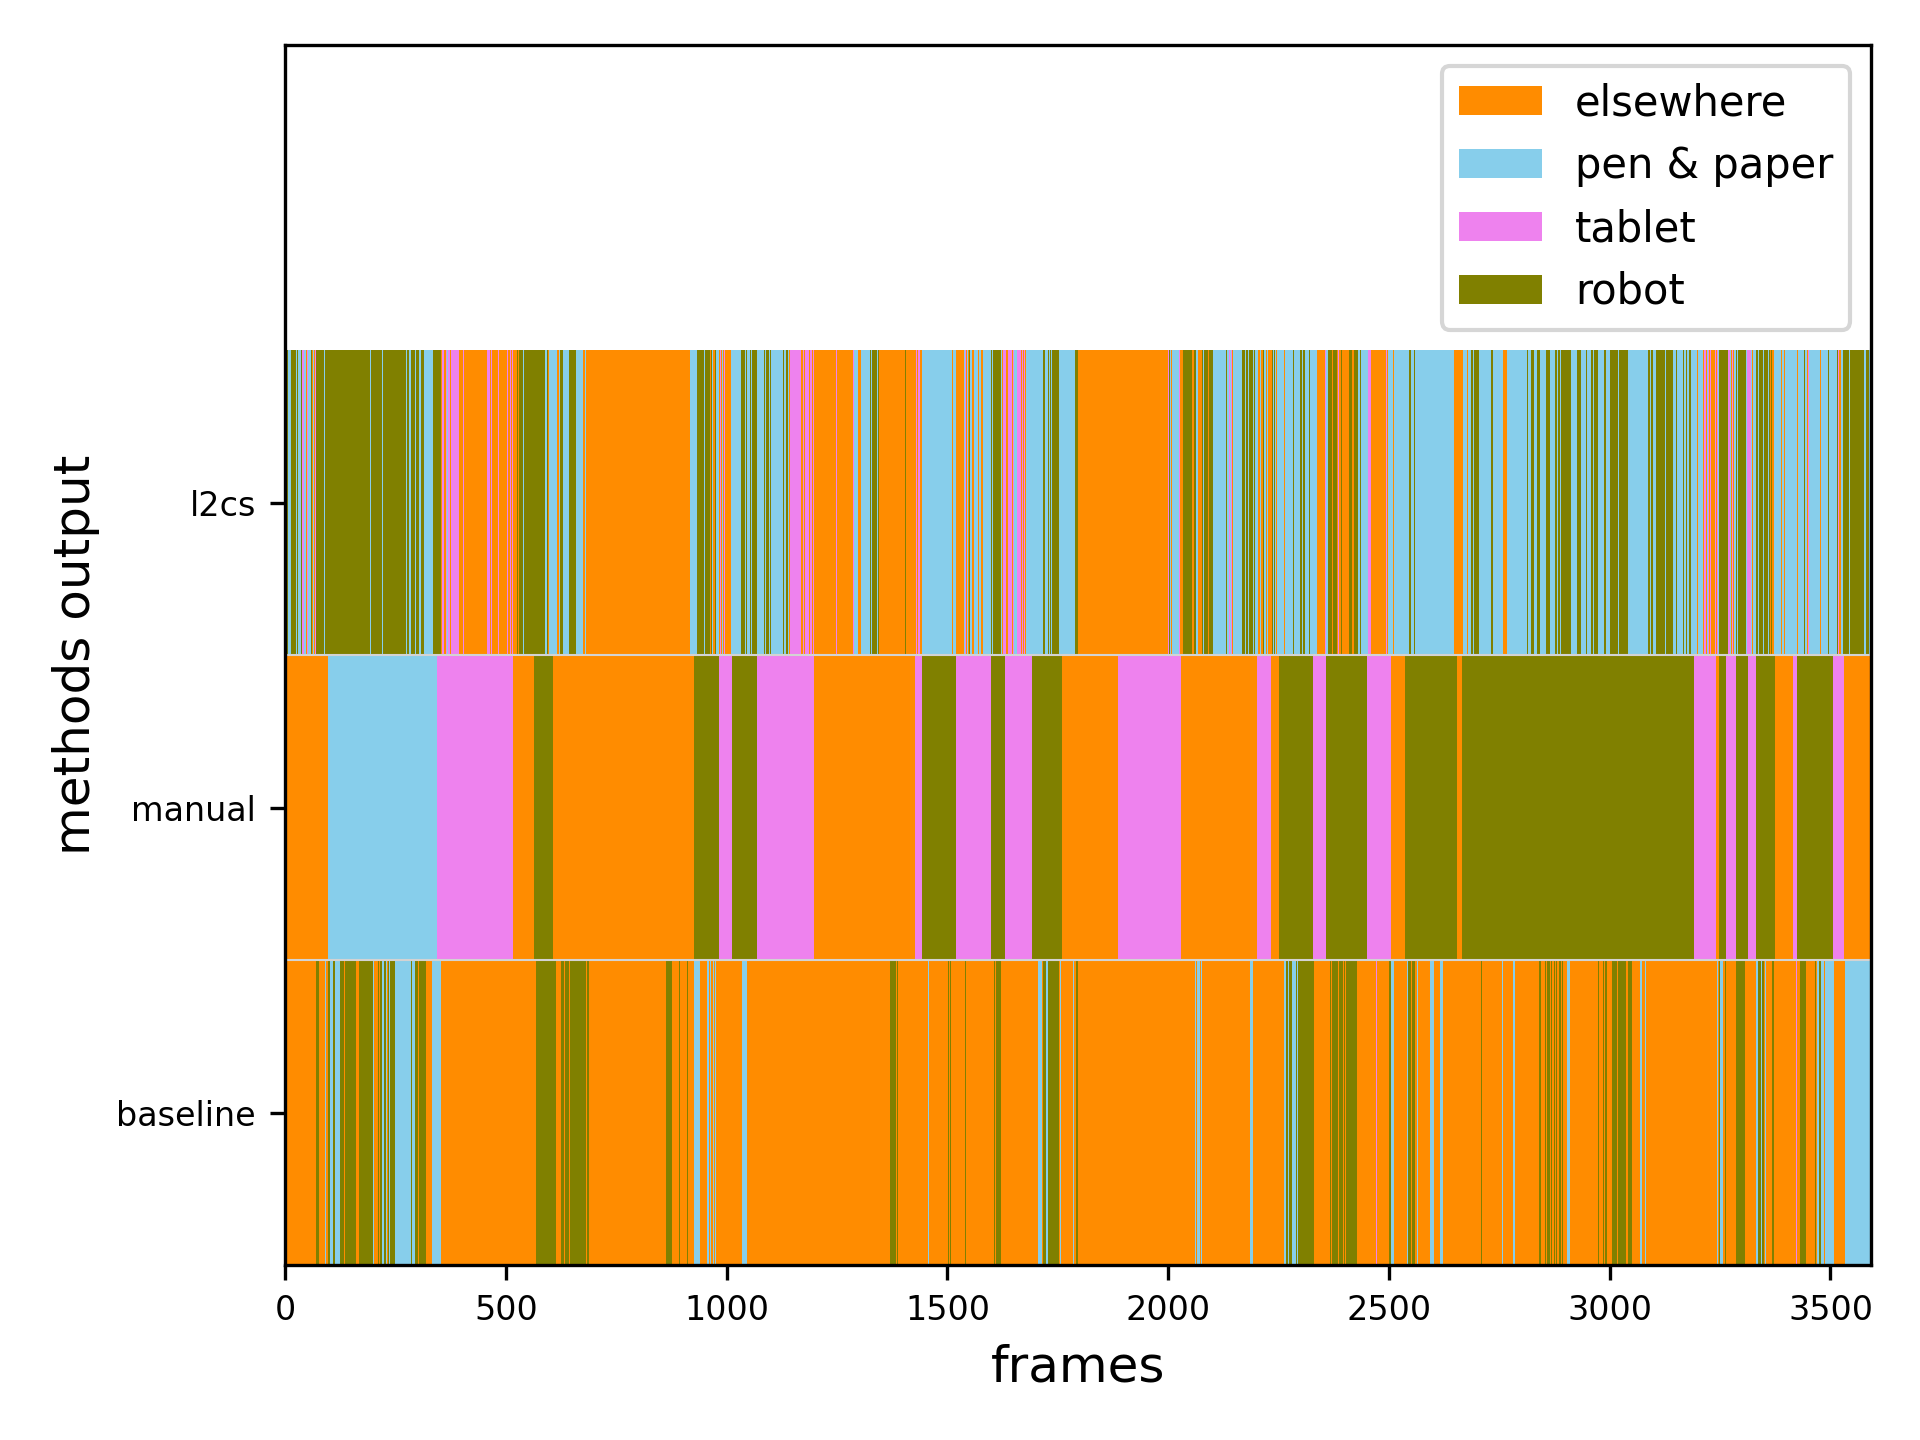 elsewhere
pen & paper
tablet
robot
methods output
l2cs
manual
baseline
0 500 1000 1500 2000 2500 3000 3500
frames